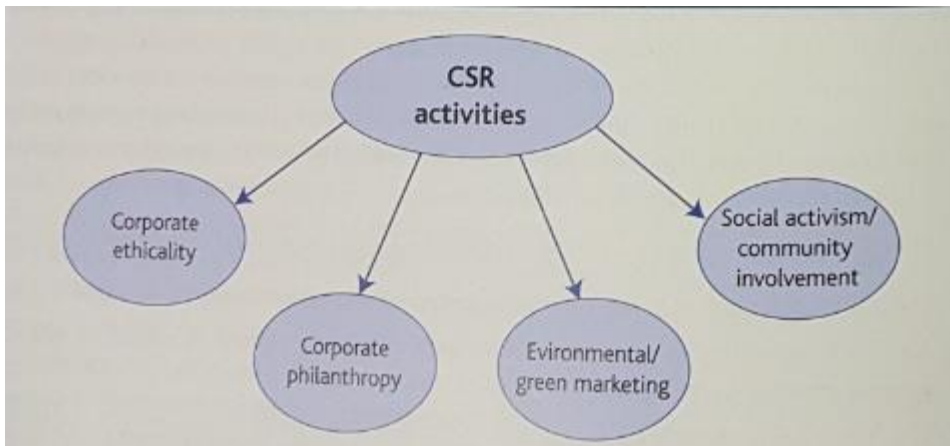 CSR
activities
Corporate
ethicality
Social activism/
community
involvement
Corporate
philanthropy
Evironmental/
green marketing